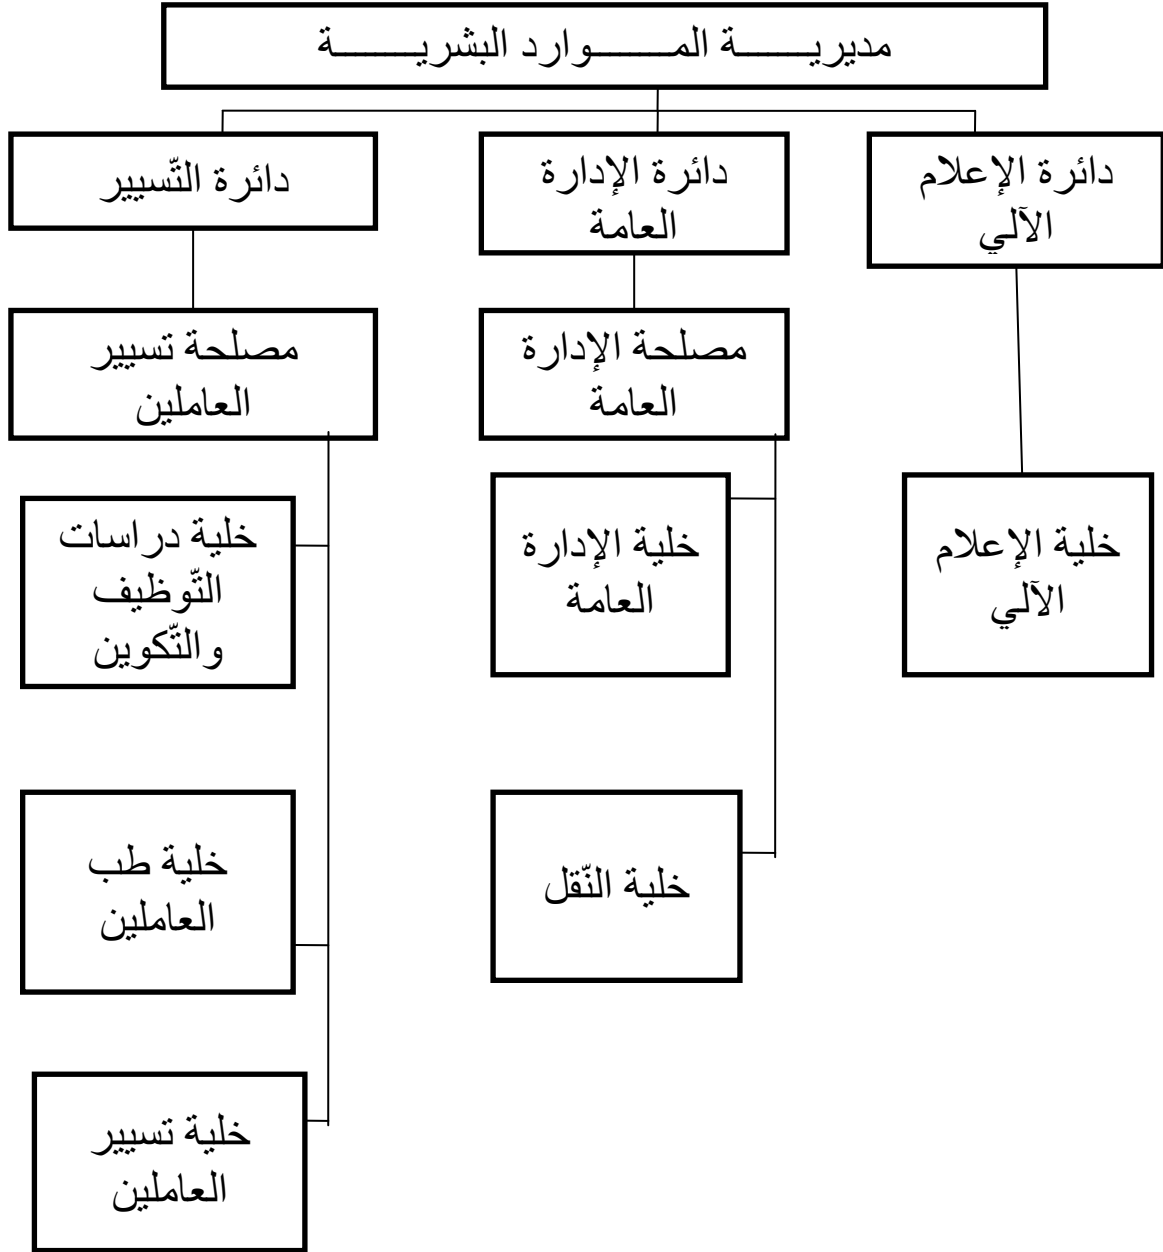 مديريـــــة المـــــوارد البشريـــــة
دائرة الإعلام
الآلي
دائرة الإدارة
العامة
دائرة التّسيير
مصلحة الإدارة
العامة
مصلحة تسيير
العاملين
خلية الإعلام
الآلي
خلية الإدارة
العامة
خلية دراسات
التّوظيف
والتّكوين
خلية النّقل
خلية طب
العاملين
خلية تسيير
العاملين